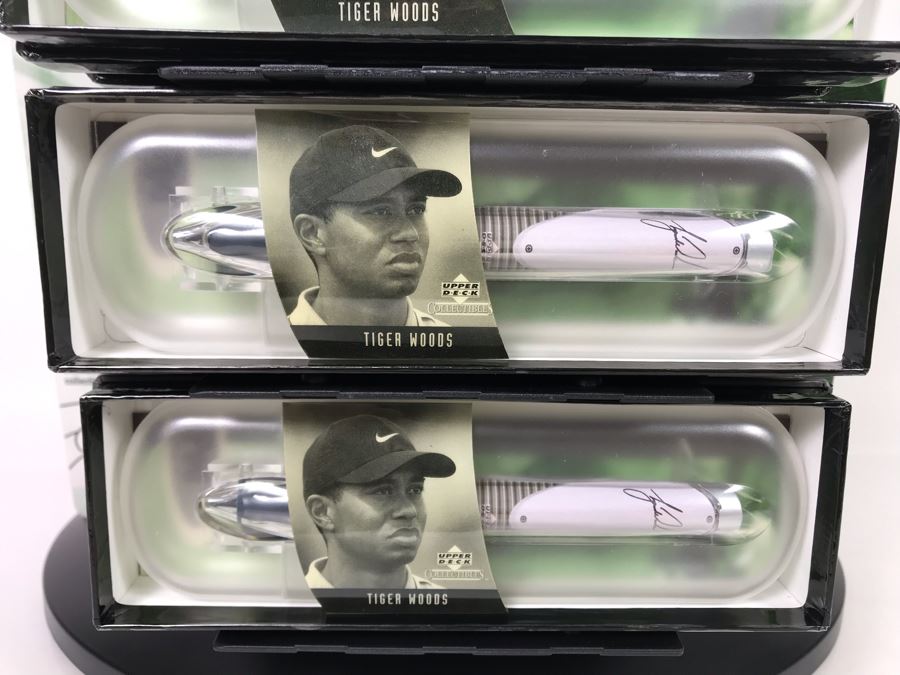 TIGER WOODS
UPPER
DECK
COLLECTIBLES
TIGER WOODS
UPPER
DECK
COLLECTIBLES
TIGER WOODS